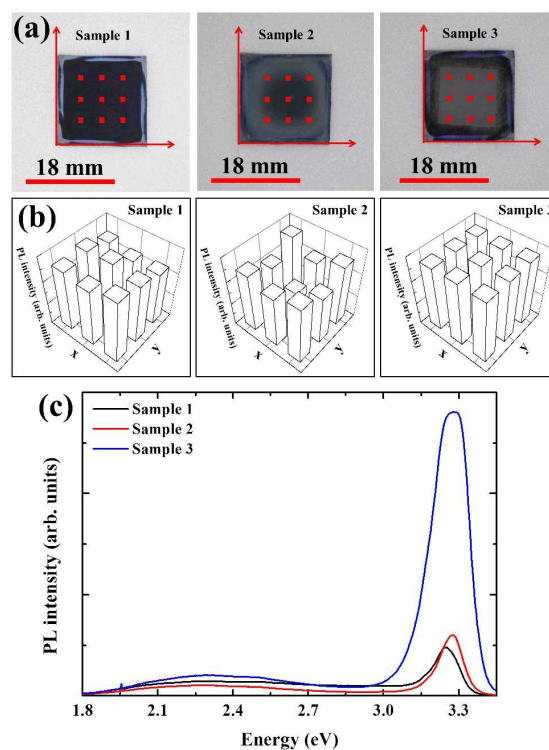 (a)
Sample 1
Sample 2
Sample 3
18 mm
18 mm
18 mm
(b)
Sample 1
Sample 2
Sample 3
PL intensity (arb. units)
PL intensity (arb. units)
PL intensity (arb. units)
x
y
x
y
x
y
(c)
Sample 1
Sample 2
Sample 3
PL intensity (arb. units)
1.8
2.1
2.4
2.7
3.0
3.3
Energy (eV)